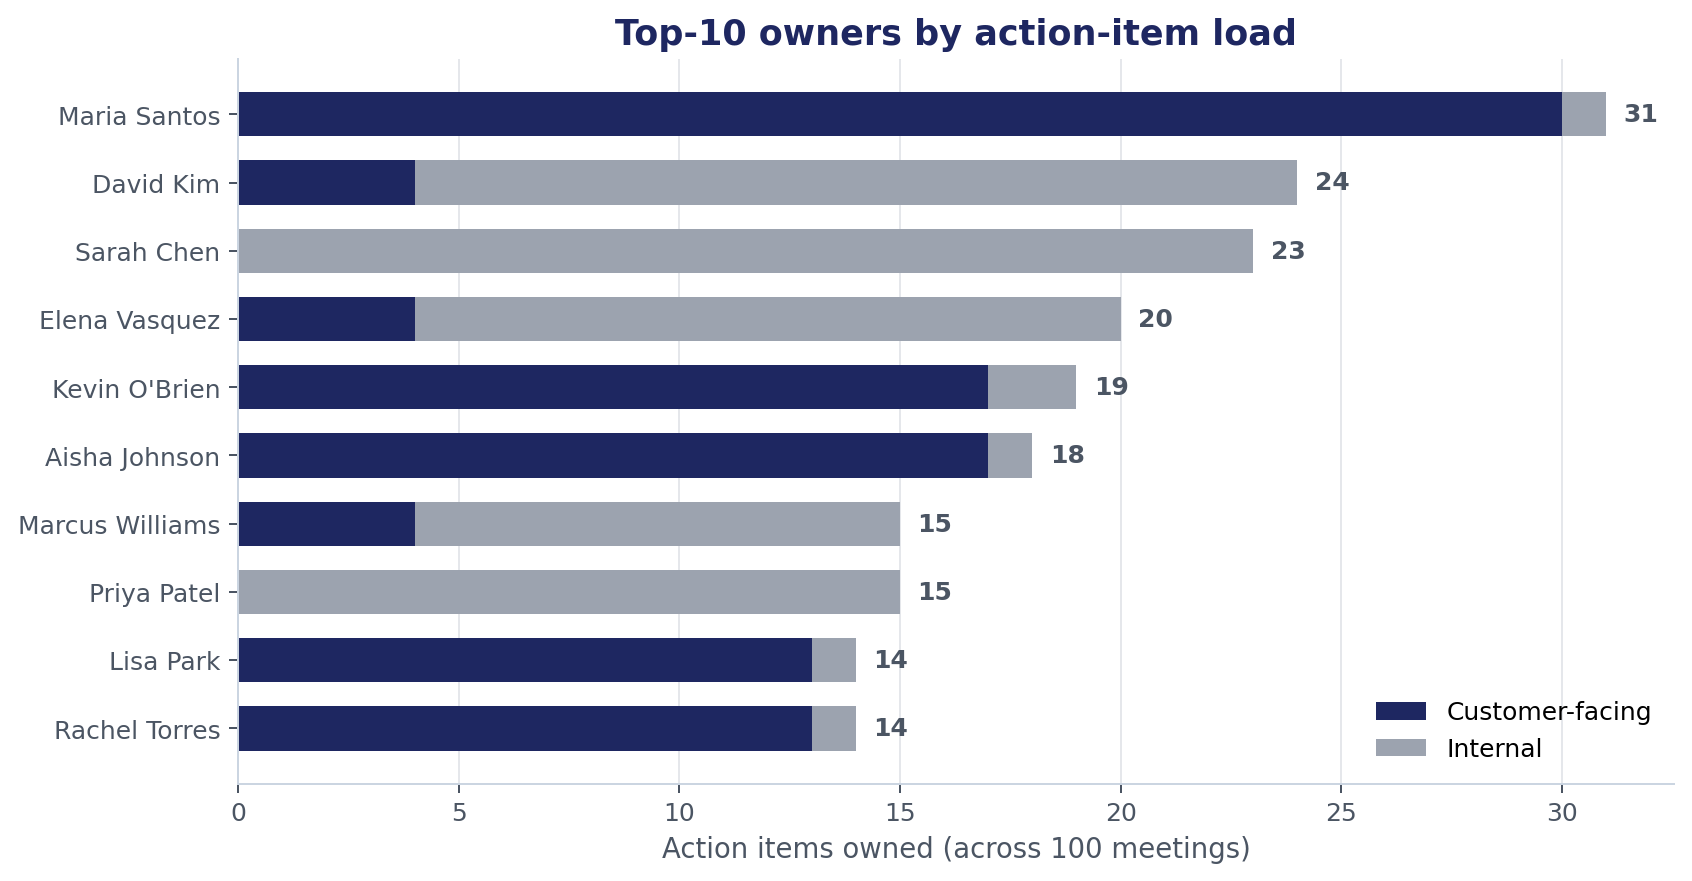 Top-10 owners by action-item load
Maria Santos
31
David Kim
24
Sarah Chen
23
Elena Vasquez
20
Kevin O'Brien
19
Aisha Johnson
18
Marcus Williams
15
Priya Patel
15
Lisa Park
14
Rachel Torres
14
Customer-facing
Internal
0 5 10 15 20 25 30
Action items owned (across 100 meetings)